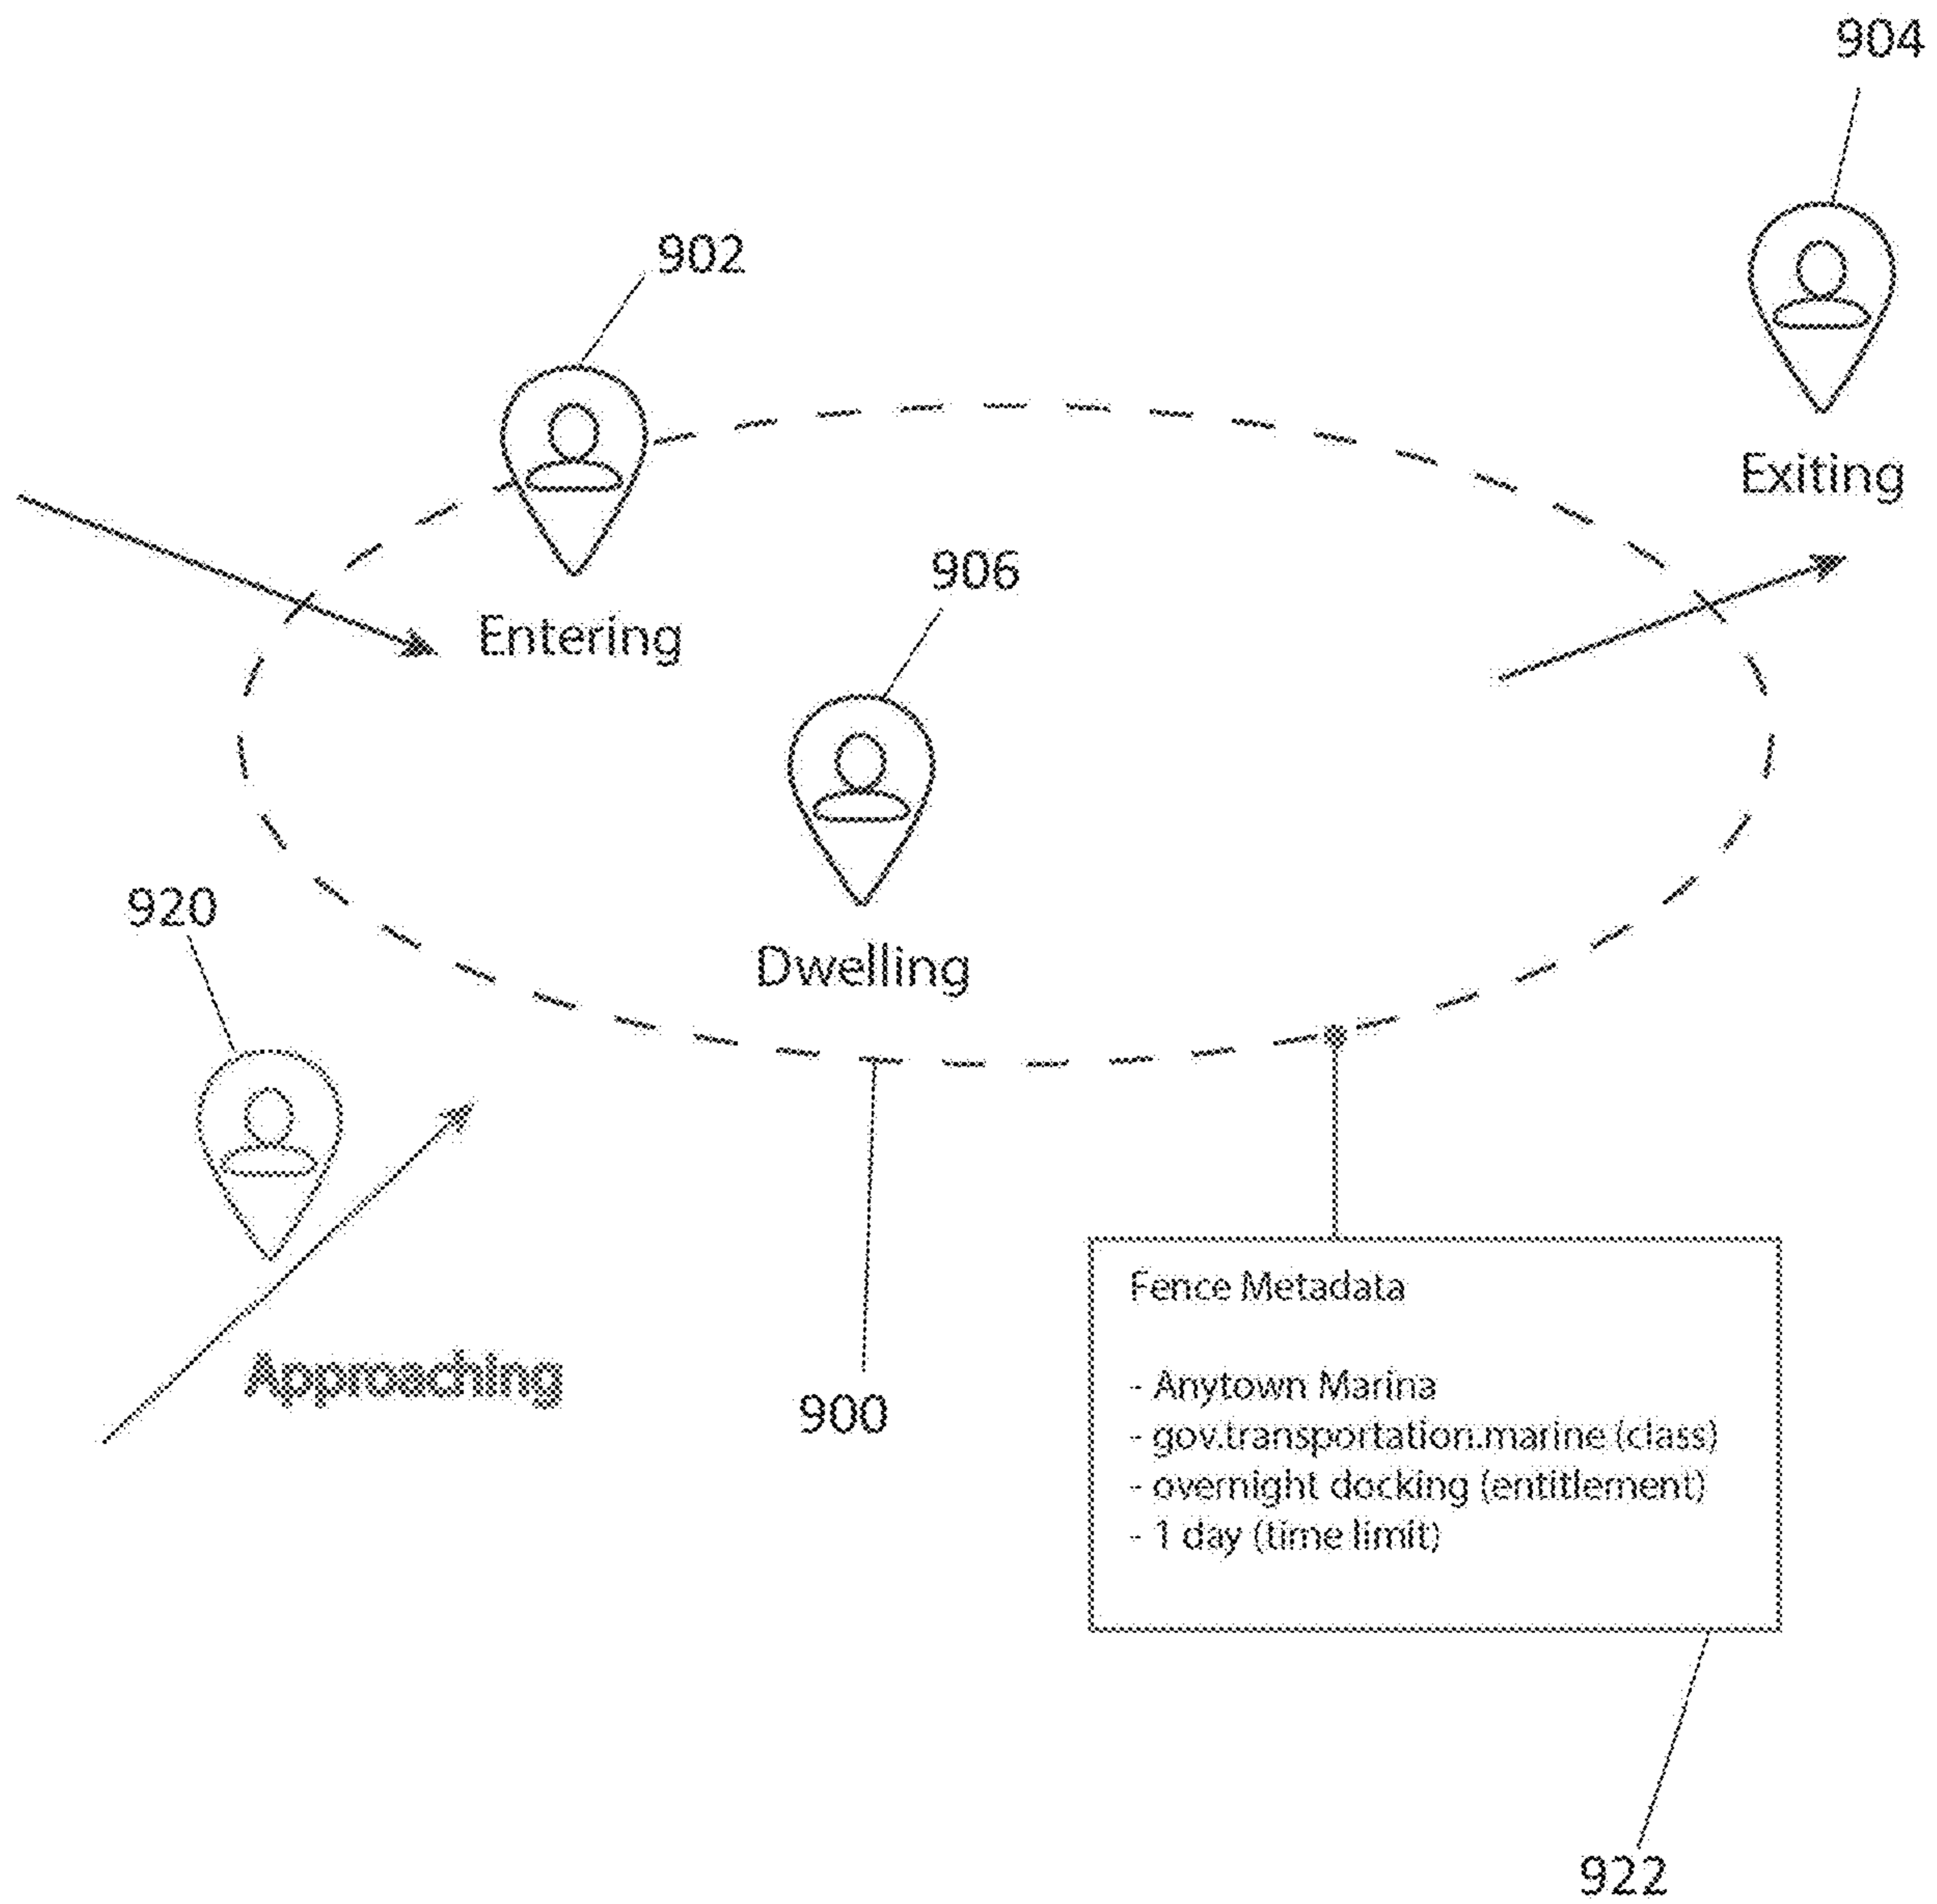 904
902
Exiting
906
Entering
920
Dwelling
Approaching
900
Fence Metadata
- Anytown Marina
- gov.transportation.marine (class)
- overnight docking (entitlement)
- 1 day (time limit)
922